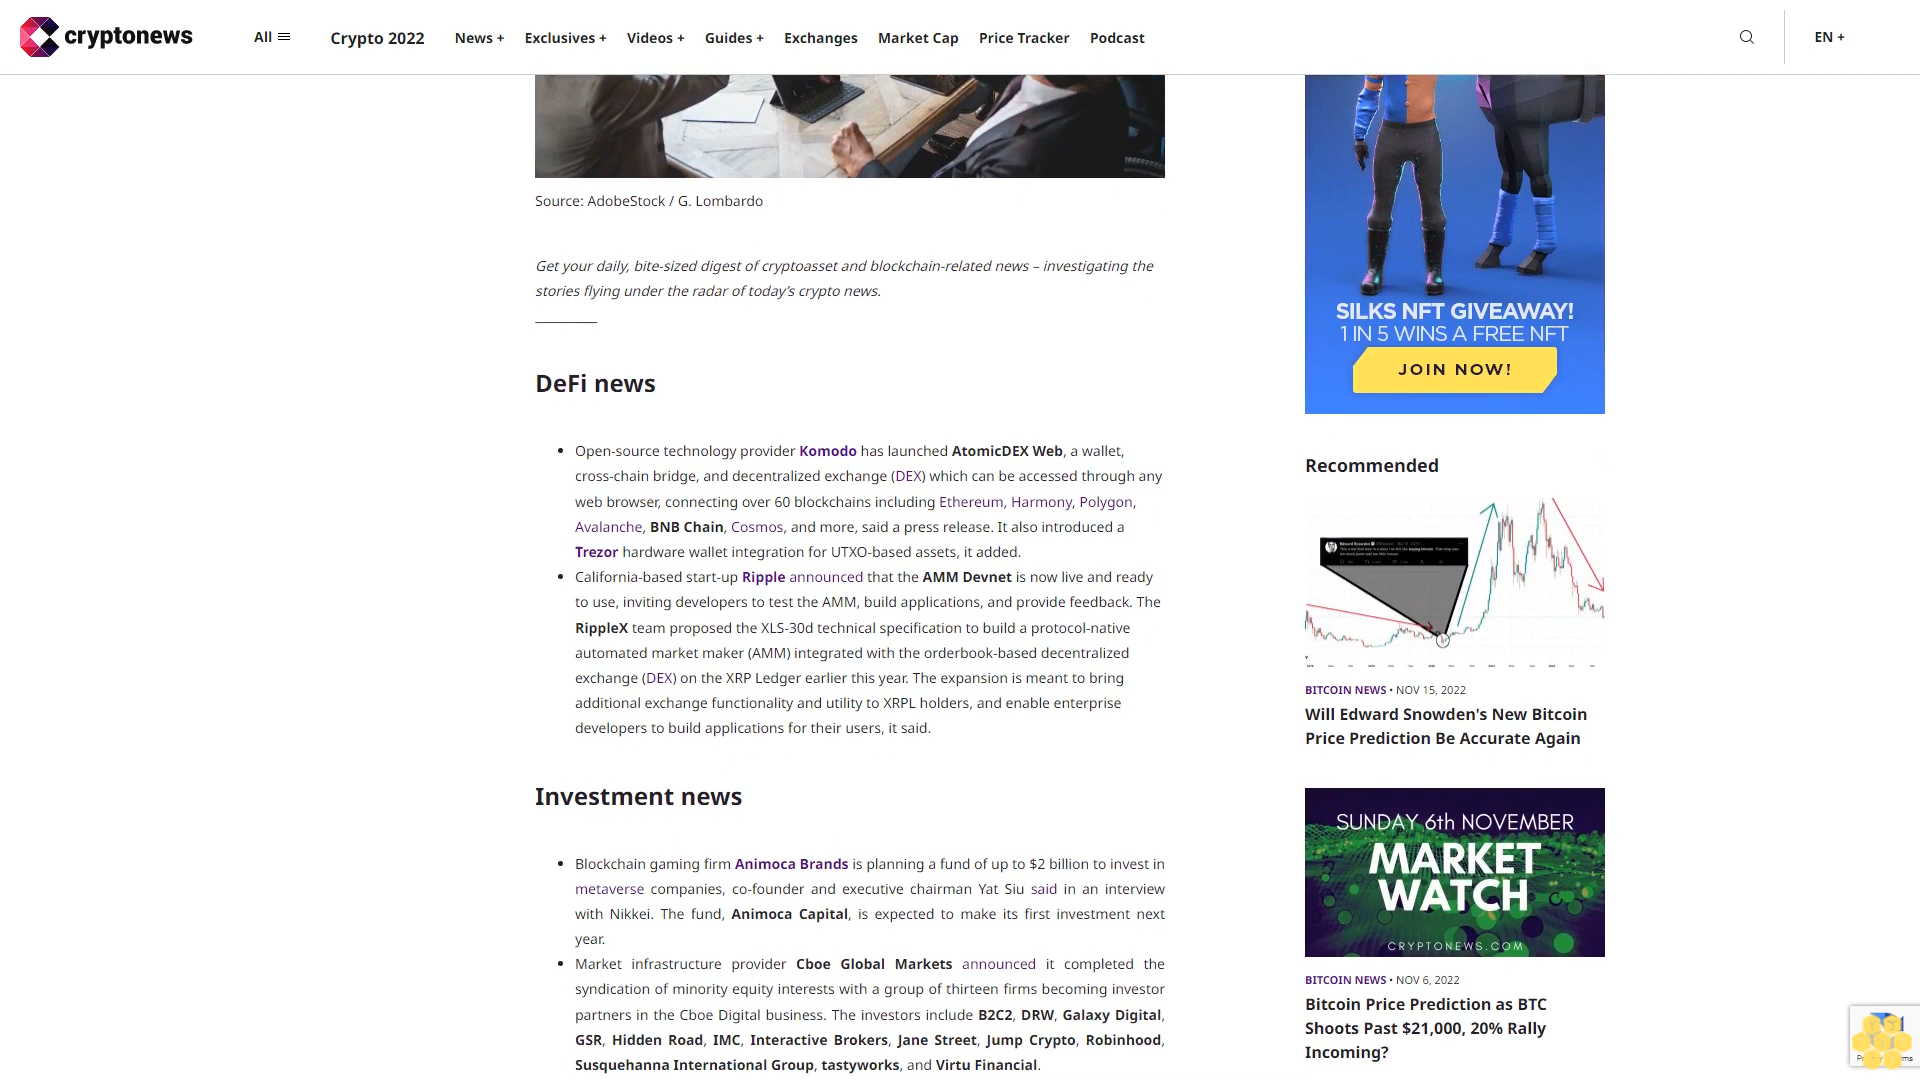 cryptonews
All
Crypto 2022
News +
Exclusives +
Videos +
Guides +
Exchanges
Market Cap
Price Tracker
Podcast
EN +
Source: AdobeStock / G. Lombardo
Get your daily, bite-sized digest of cryptoasset and blockchain-related news – investigating the
stories flying under the radar of today’s crypto news.
__________
DeFi news
Open-source technology provider Komodo has launched AtomicDEX Web, a wallet,
cross-chain bridge, and decentralized exchange (DEX) which can be accessed through any
web browser, connecting over 60 blockchains including Ethereum, Harmony, Polygon,
Avalanche, BNB Chain, Cosmos, and more, said a press release. It also introduced a
Trezor hardware wallet integration for UTXO-based assets, it added.
California-based start-up Ripple announced that the AMM Devnet is now live and ready
to use, inviting developers to test the AMM, build applications, and provide feedback. The
RippleX team proposed the XLS-30d technical specification to build a protocol-native
automated market maker (AMM) integrated with the orderbook-based decentralized
exchange (DEX) on the XRP Ledger earlier this year. The expansion is meant to bring
additional exchange functionality and utility to XRPL holders, and enable enterprise
developers to build applications for their users, it said.
Investment news
Blockchain gaming firm Animoca Brands is planning a fund of up to $2 billion to invest in
metaverse companies, co-founder and executive chairman Yat Siu said in an interview
with Nikkei. The fund, Animoca Capital, is expected to make its first investment next
year.
Market infrastructure provider Cboe Global Markets announced it completed the
syndication of minority equity interests with a group of thirteen firms becoming investor
partners in the Cboe Digital business. The investors include B2C2, DRW, Galaxy Digital,
GSR, Hidden Road, IMC, Interactive Brokers, Jane Street, Jump Crypto, Robinhood,
Susquehanna International Group, tastyworks, and Virtu Financial.
SILKS NFT GIVEAWAY!
1 IN 5 WINS A FREE NFT
JOIN NOW!
Recommended
BITCOIN NEWS • NOV 15, 2022
Will Edward Snowden's New Bitcoin
Price Prediction Be Accurate Again
SUNDAY 6th NOVEMBER
MARKET
WATCH
CRYPTONEWS.COM
BITCOIN NEWS • NOV 6, 2022
Bitcoin Price Prediction as BTC
Shoots Past $21,000, 20% Rally
Incoming?